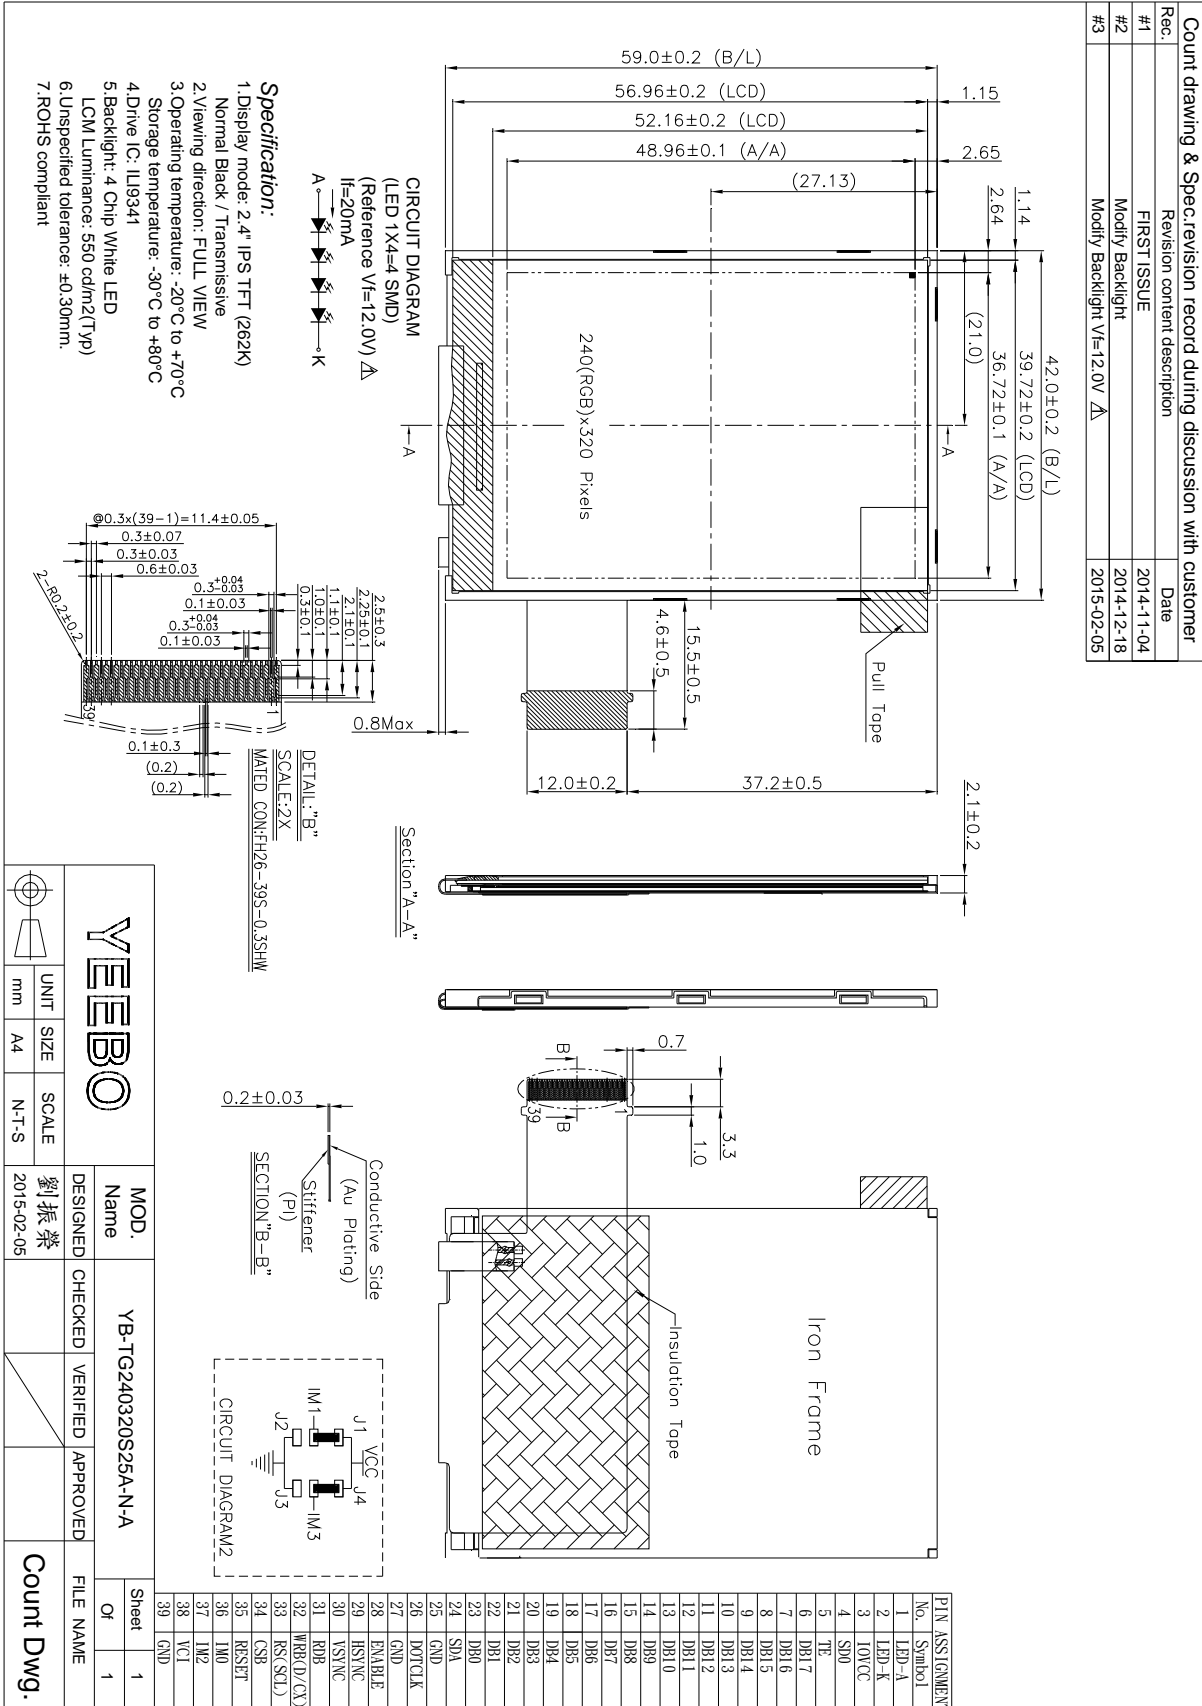 Count drawing & Spec.revision record during discussion with customer
Rec. Revision content description Date
#1 FIRST ISSUE 2014-11-04
#2 Modify Backlight 2014-12-18
#3 Modify Backlight Vf=12.0V 2015-02-05
59.0±0.2 (B/L)
56.96±0.2 (LCD)
52.16±0.2 (LCD)
48.96±0.1 (A/A)
(27.13)
1.15
2.65
1.14
2.64
42.0±0.2 (B/L)
39.72±0.2 (LCD)
36.72±0.1 (A/A)
(21.0)
A
A
240(RGB)x320 Pixels
Pull Tape
15.5±0.5
4.6±0.5
0.8Max
12.0±0.2
37.2±0.5
2.1±0.2
Section"A-A"
CIRCUIT DIAGRAM
(LED 1X4=4 SMD)
(Reference Vf=12.0V)
If=20mA
A
K
Specification:
1.Display mode: 2.4" IPS TFT (262K)
Normal Black / Transmissive
2.Viewing direction: FULL VIEW
3.Operating temperature: -20°C to +70°C
Storage temperature: -30°C to +80°C
4.Drive IC: ILI9341
5.Backlight: 4 Chip White LED
LCM Luminance: 550 cd/m2(Typ)
6.Unspecified tolerance: ±0.30mm.
7.ROHS compliant
@0.3x(39-1)=11.4±0.05
0.3±0.07
0.3±0.03
0.6±0.03
0.3+0.04-0.03
0.1±0.03
0.3+0.04-0.03
0.1±0.03
2-R0.2±0.2
2.5±0.3
2.25±0.1
2.1±0.1
1.1±0.1
1.0±0.1
0.3±0.1
39
1
0.1±0.3
(0.2)
(0.2)
DETAIL:"B"
SCALE:2X
MATED CON:FH26-39S-0.3SHW
0.7
B
B
39
1
3.3
1.0
0.2±0.03
Conductive Side
(Au Plating)
Stiffener
(PI)
SECTION"B-B"
Iron Frame
Insulation Tape
VCC
J1
J4
IM1
IM3
J2
J3
CIRCUIT DIAGRAM2
PIN ASSIGNMENT
No. Symbol
1 LED-A
2 LED-K
3 IOVCC
4 SDO
5 TE
6 DB17
7 DB16
8 DB15
9 DB14
10 DB13
11 DB12
12 DB11
13 DB10
14 DB9
15 DB8
16 DB7
17 DB6
18 DB5
19 DB4
20 DB3
21 DB2
22 DB1
23 DB0
24 SDA
25 GND
26 DOTCLK
27 GND
28 ENABLE
29 HSYNC
30 VSYNC
31 RDB
32 WRB(D/CX)
33 RS(SCL)
34 CSB
35 RESET
36 IM0
37 IM2
38 VCI
39 GND
YEEBO
UNIT SIZE SCALE
mm A4 N-T-S
MOD. Name
YB-TG240320S25A-N-A
Sheet 1
Of 1
DESIGNED CHECKED VERIFIED APPROVED FILE NAME
劉振榮
2015-02-05
Count Dwg.